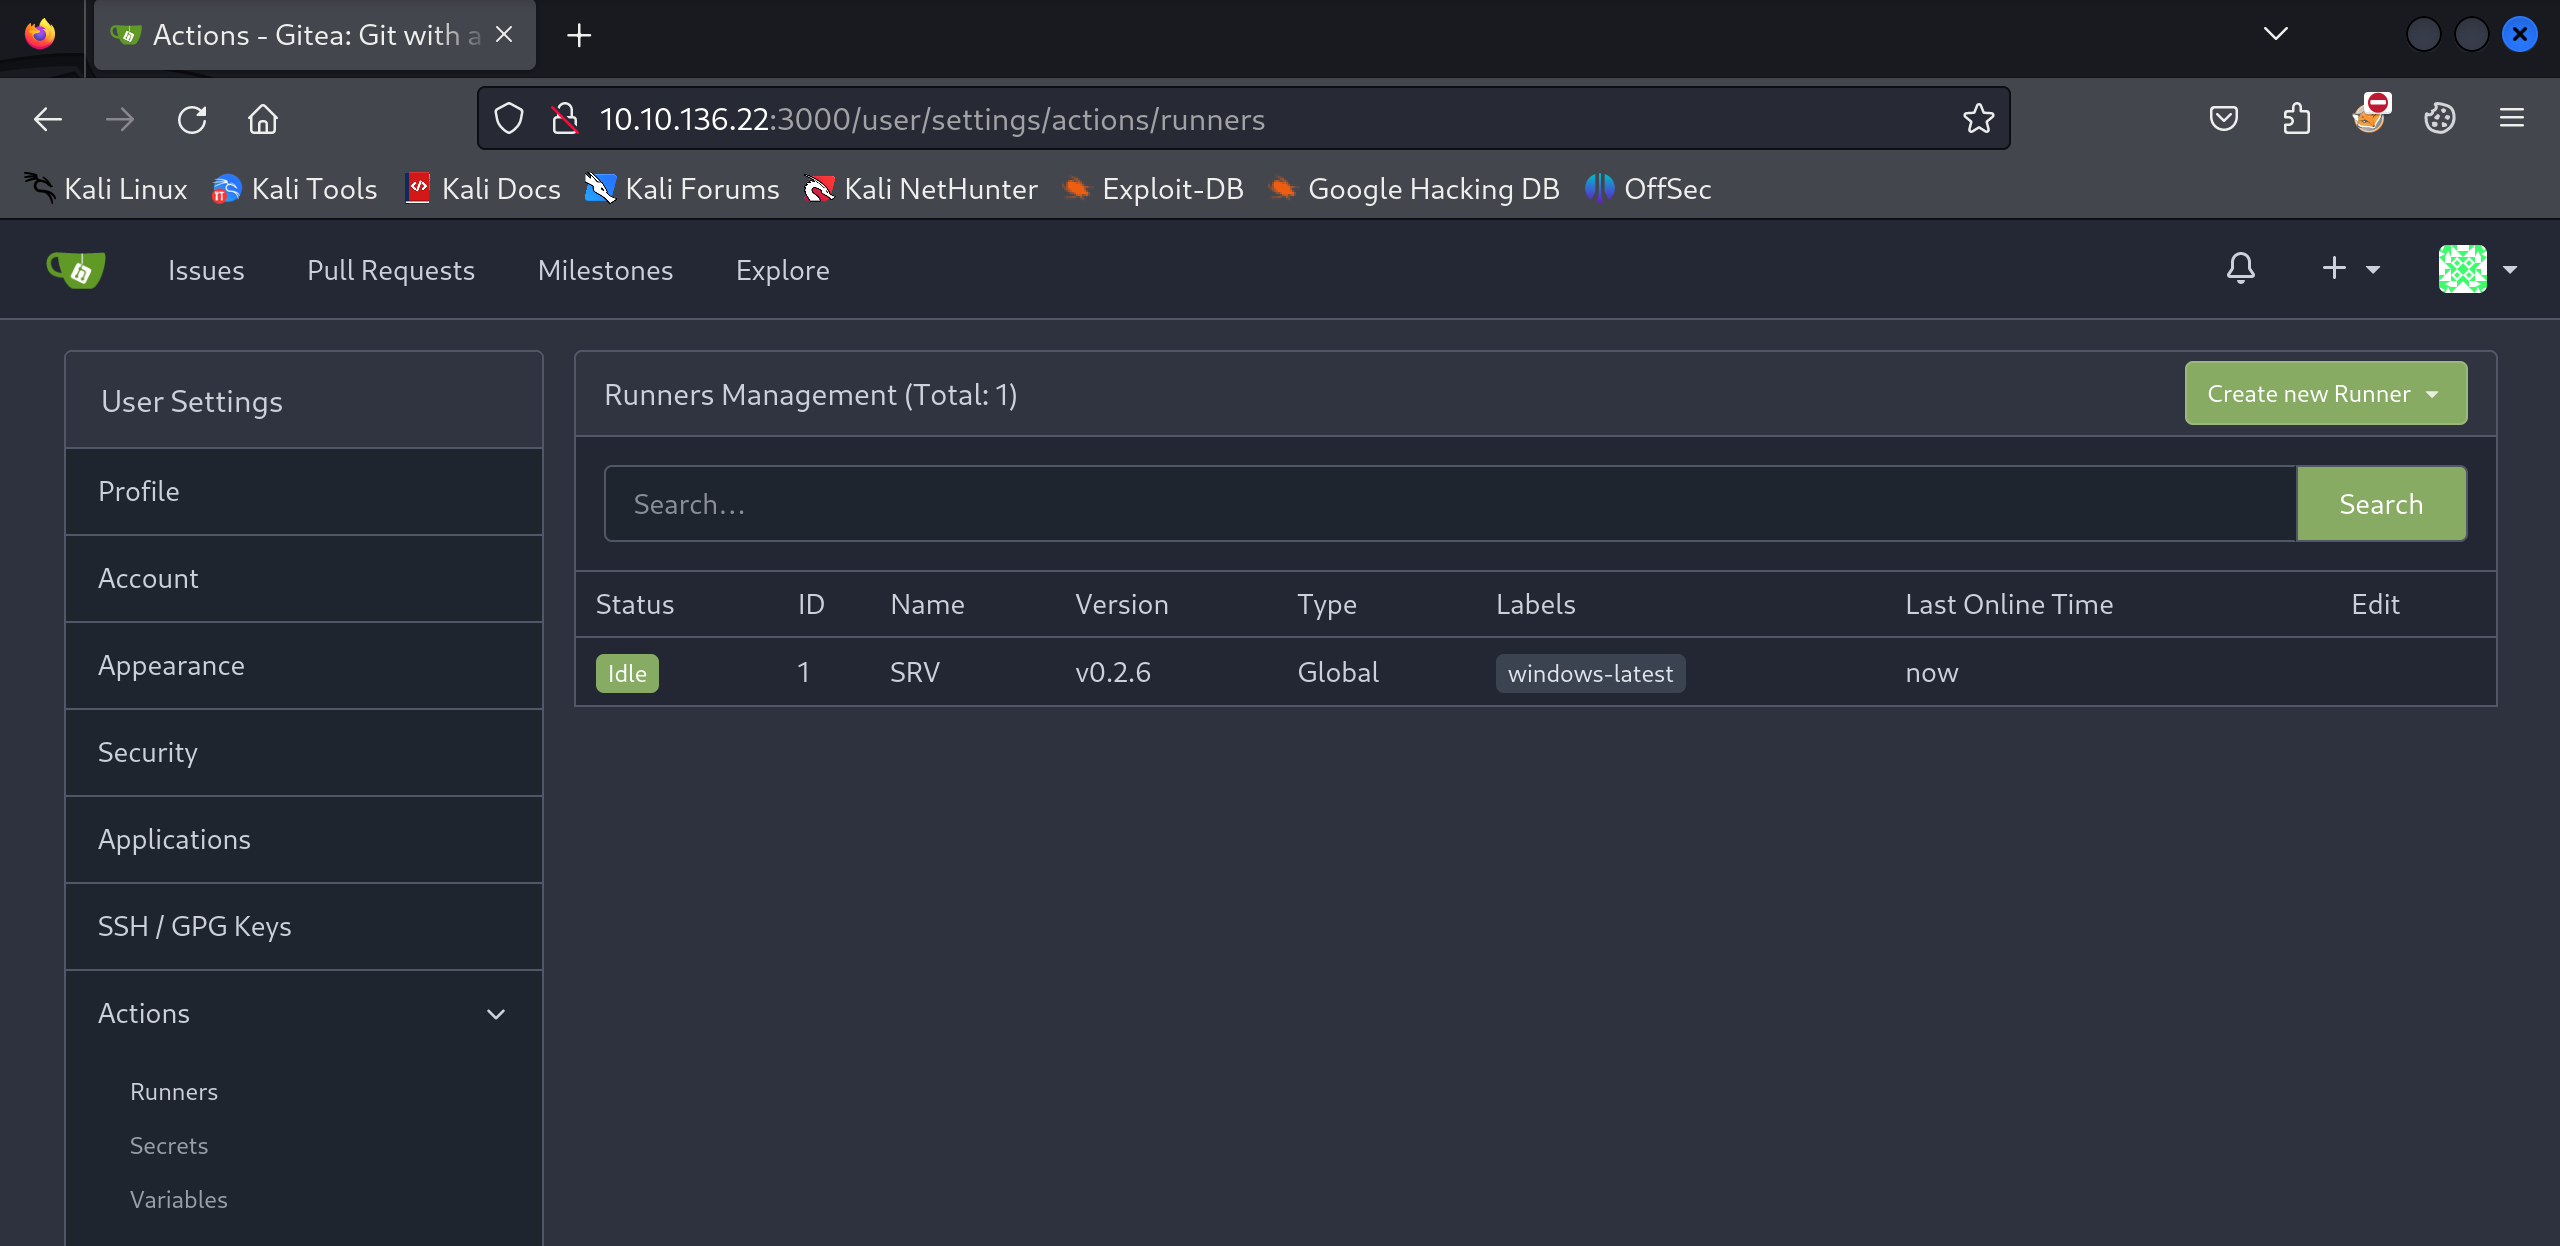 Actions - Gitea: Git with a
10.10.136.22:3000/user/settings/actions/runners
Kali Linux Kali Tools Kali Docs Kali Forums Kali NetHunter Exploit-DB Google Hacking DB OffSec
Issues Pull Requests Milestones Explore
User Settings
Profile
Account
Appearance
Security
Applications
SSH / GPG Keys
Actions
Runners
Secrets
Variables
Runners Management (Total: 1)
Create new Runner
Search...
Search
Status ID Name Version Type Labels Last Online Time Edit
Idle 1 SRV v0.2.6 Global windows-latest now